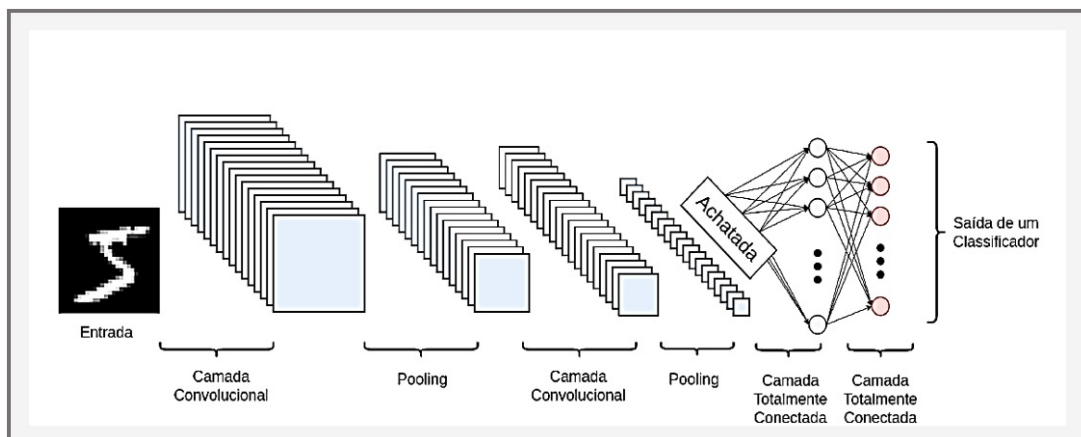 Achatada
Saída de um
Classificador
Entrada
Camada
Convolucional
Pooling
Camada
Convolucional
Pooling
Camada
Totalmente
Conectada
Camada
Totalmente
Conectada